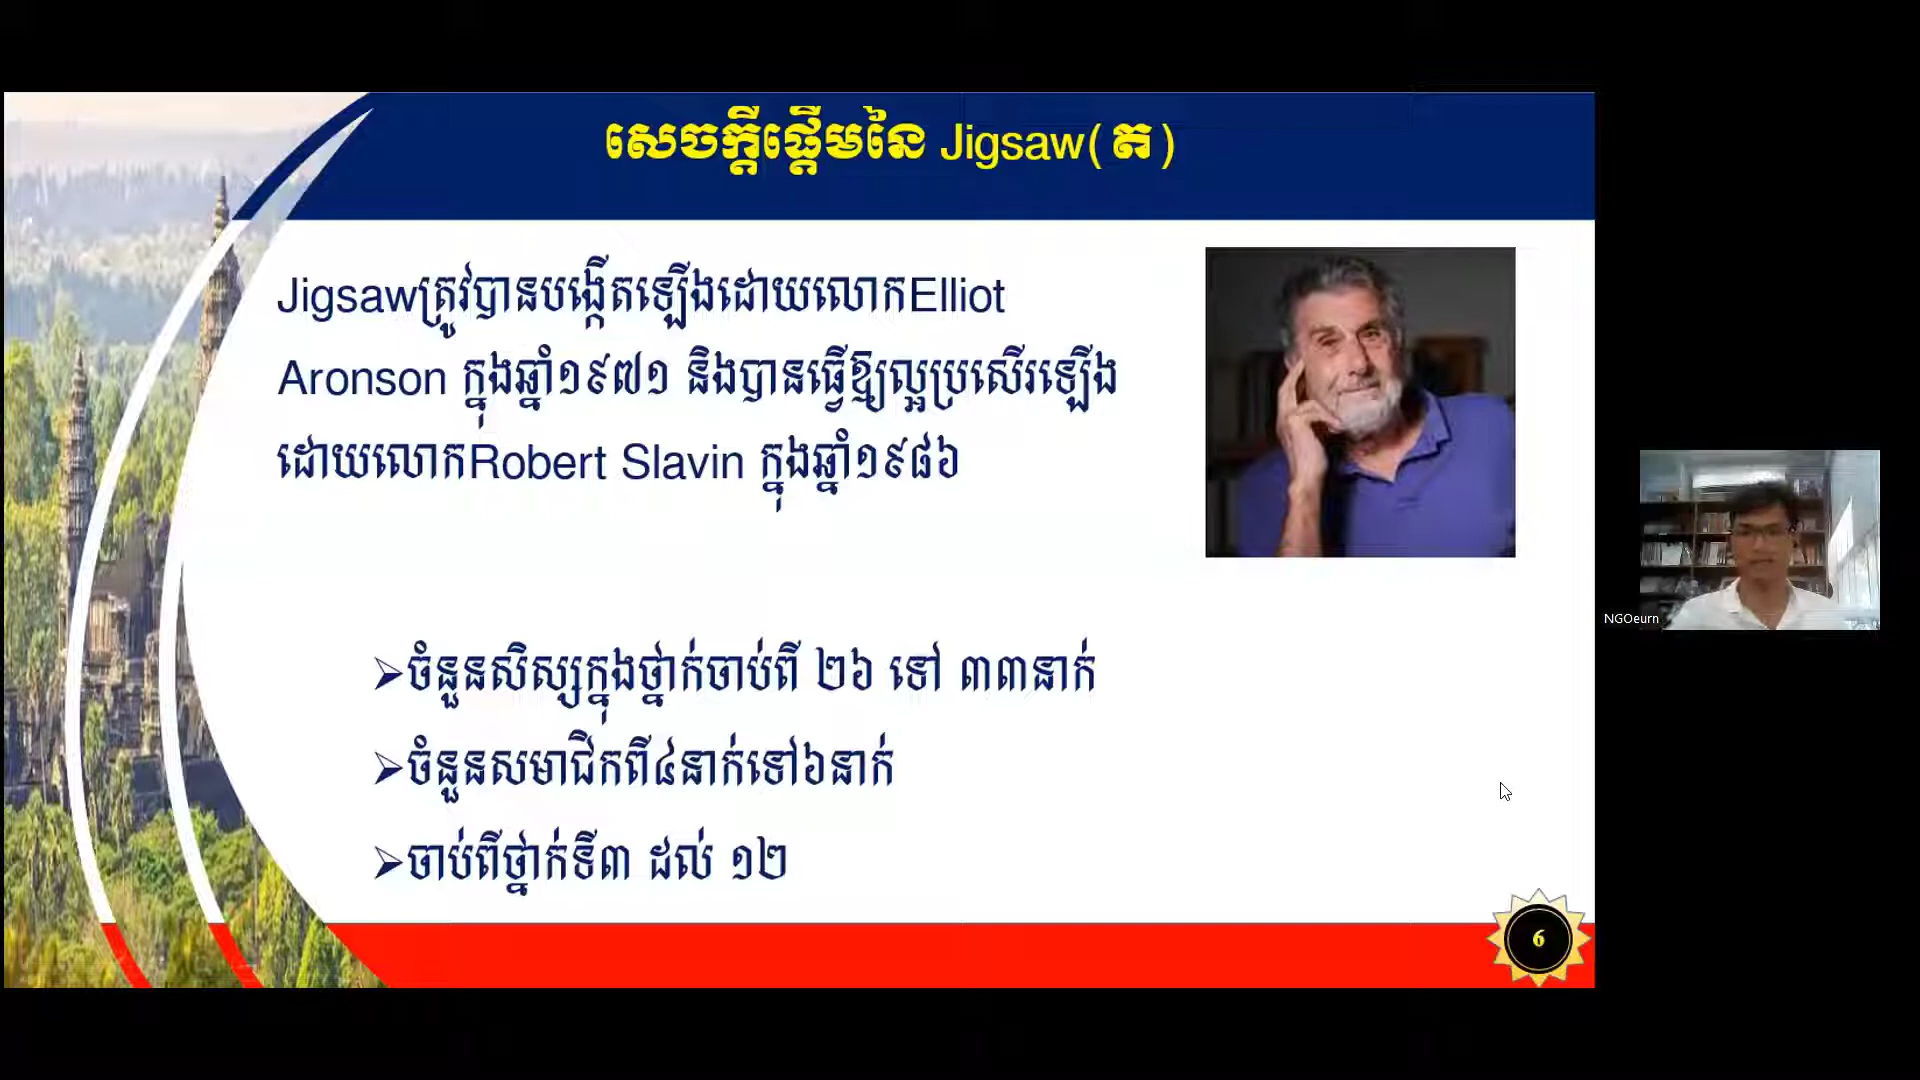 សេចក្តីផ្តើមនៃ Jigsaw(ត)
Jigsawត្រូវបានបង្កើតឡើងដោយលោកElliot
Aronson ក្នុងឆ្នាំ១៩៧១ និងបានធ្វើឱ្យល្អប្រសើរឡើង
ដោយលោកRobert Slavin ក្នុងឆ្នាំ១៩៨៦
➢ចំនួនសិស្សក្នុងថ្នាក់ចាប់ពី ២៦ ទៅ ៣៣នាក់
➢ចំនួនសមាជិកពី៤នាក់ទៅ៦នាក់
➢ចាប់ពីថ្នាក់ទី៣ ដល់ ១២
6
NGOeurn